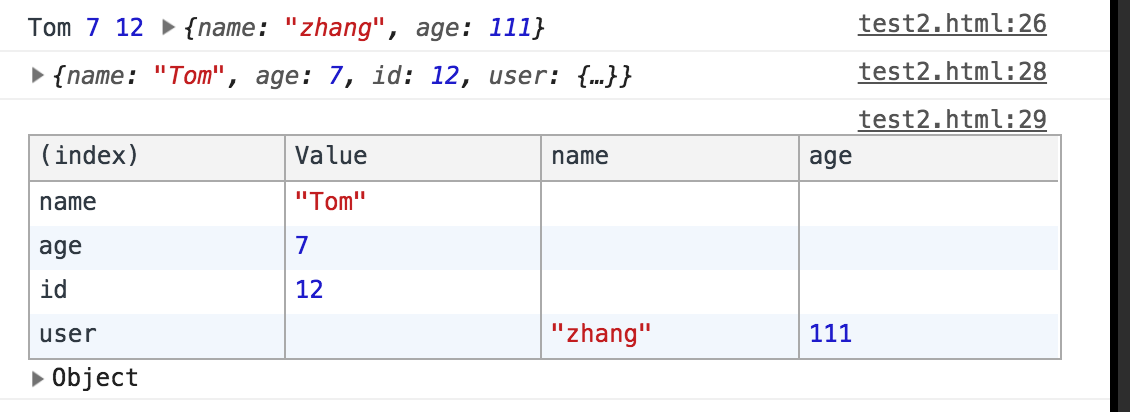 Tom 7 12 ▶{name: "zhang", age: 111} test2.html:26
▶{name: "Tom", age: 7, id: 12, user: {…}} test2.html:28
test2.html:29
(index) Value name age
name "Tom"
age 7
id 12
user "zhang" 111
▶Object